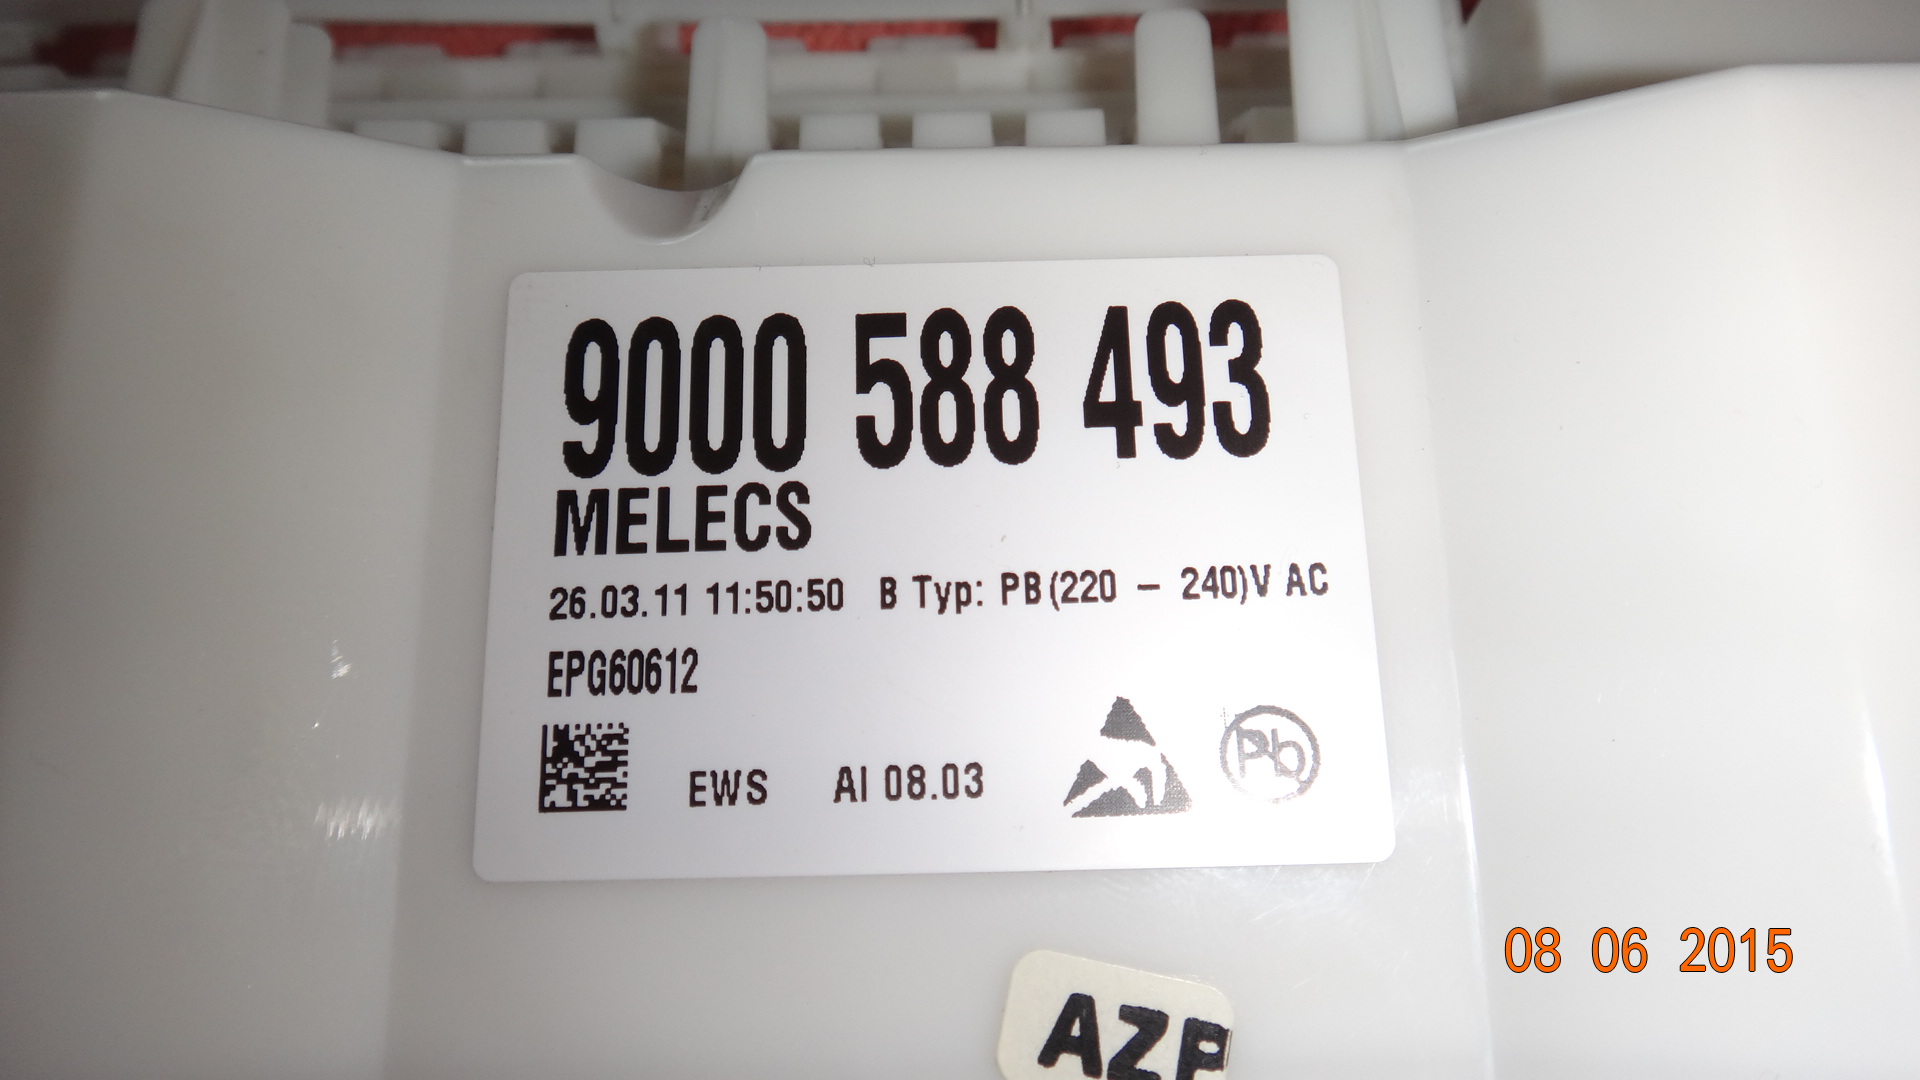 9000 588 493
MELECS
26.03.11 11:50:50 B Typ: PB(220 – 240)V AC
EPG60612
EWS AI 08.03
Pb
08 06 2015